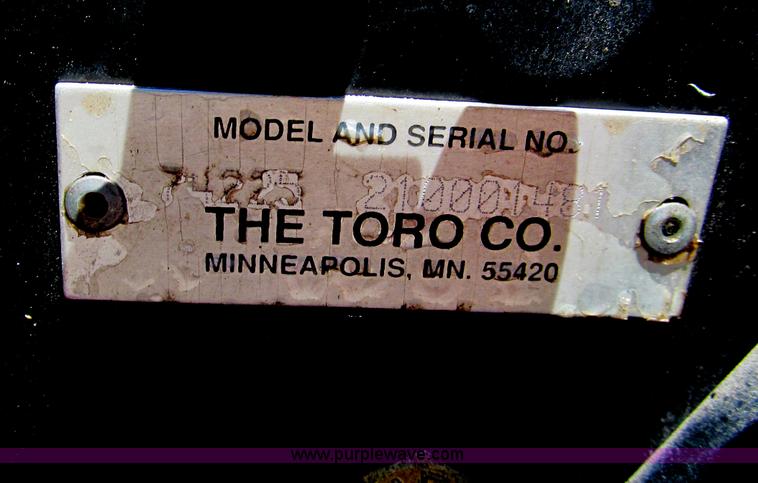 MODEL AND SERIAL NO.
74225 210001481
THE TORO CO.
MINNEAPOLIS, MN. 55420
www.purplewave.com